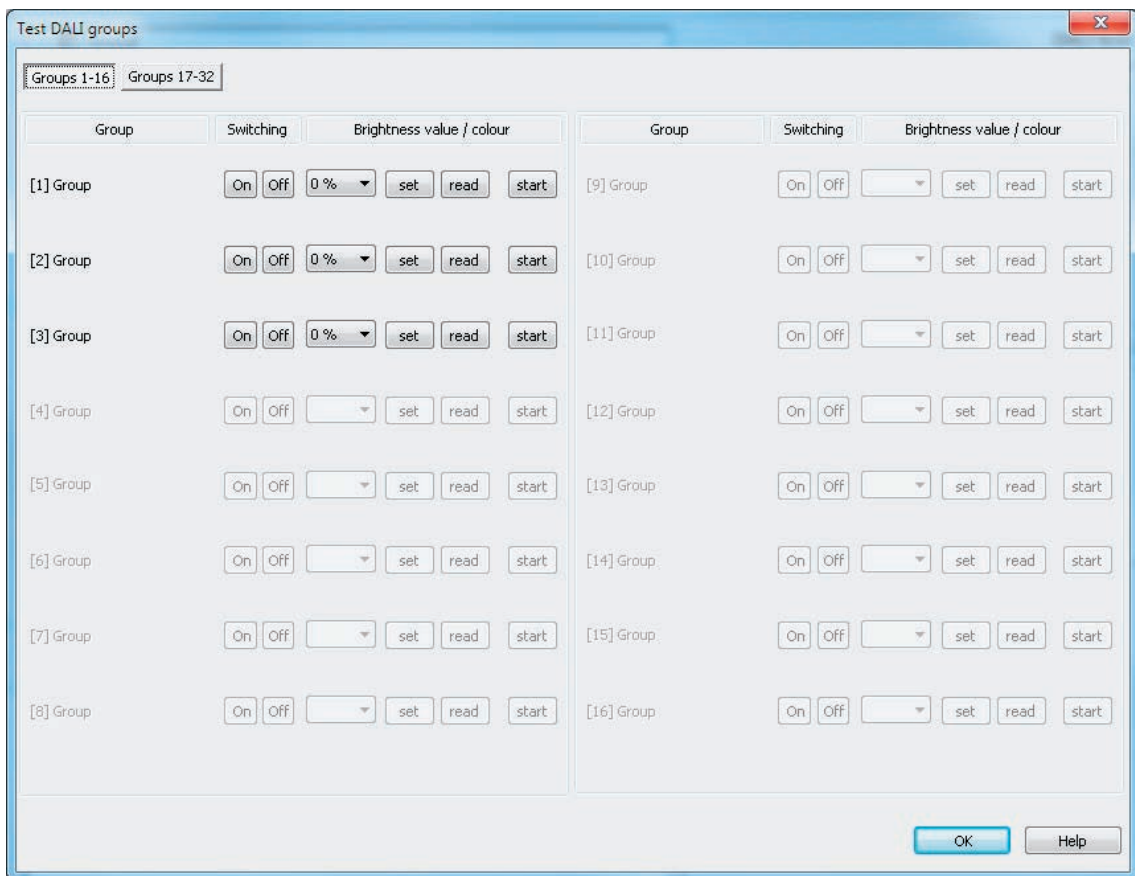 Test DALI groups
Groups 1-16 Groups 17-32
Group Switching Brightness value / colour
[1] Group On Off 0 % set read start
[2] Group On Off 0 % set read start
[3] Group On Off 0 % set read start
[4] Group On Off set read start
[5] Group On Off set read start
[6] Group On Off set read start
[7] Group On Off set read start
[8] Group On Off set read start
Group Switching Brightness value / colour
[9] Group On Off set read start
[10] Group On Off set read start
[11] Group On Off set read start
[12] Group On Off set read start
[13] Group On Off set read start
[14] Group On Off set read start
[15] Group On Off set read start
[16] Group On Off set read start
OK Help